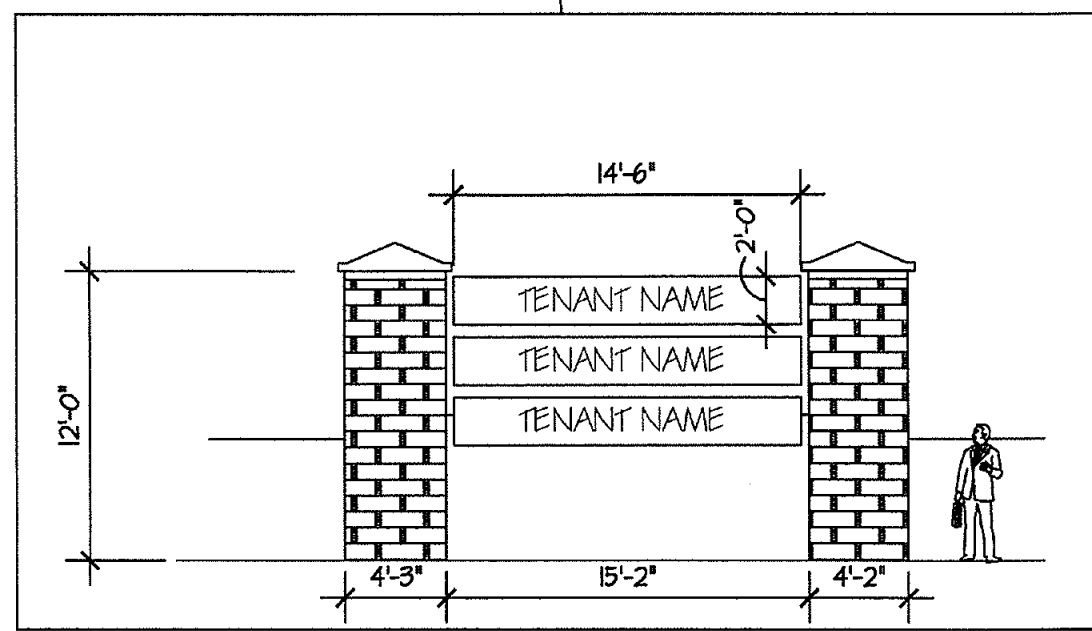 14'-6"
2'-0"
TENANT NAME
TENANT NAME
TENANT NAME
12'-0"
4'-3"
15'-2"
4'-2"